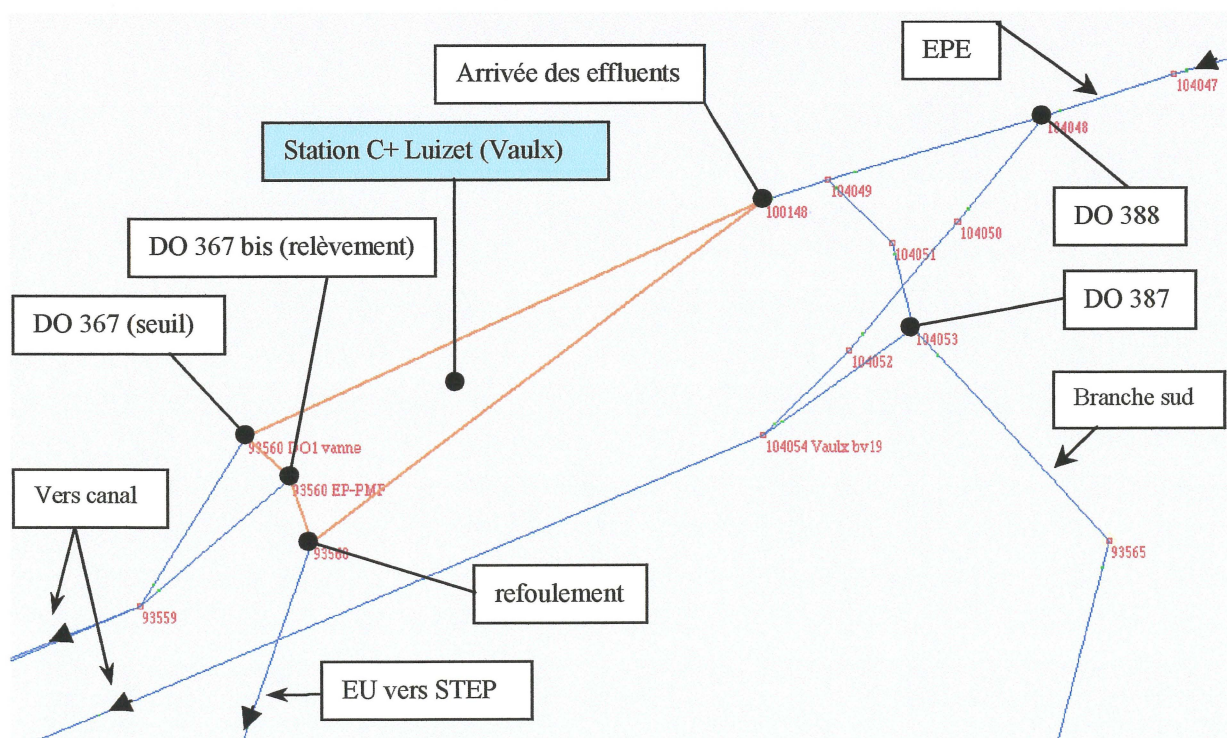 EPE
Arrivée des effluents
104047
104048
Station C+ Luizet (Vaulx)
104049
100148
DO 388
104050
DO 367 bis (relèvement)
104051
DO 367 (seuil)
DO 387
104053
104052
Branche sud
93560 DO1 vanne
104054 Vaulx bv19
Vers canal
93560 EP-PMF
93560
93565
refoulement
93559
EU vers STEP